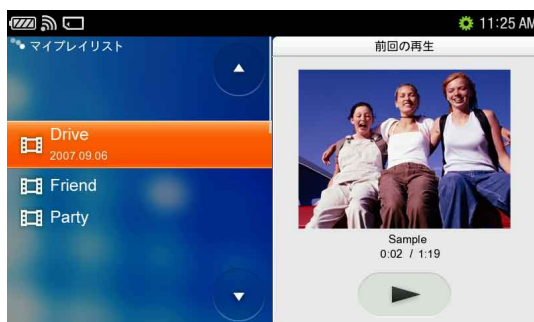 11:25 AM
マイプレイリスト
Drive
2007.09.06
Friend
Party
前回の再生
Sample
0:02 / 1:19